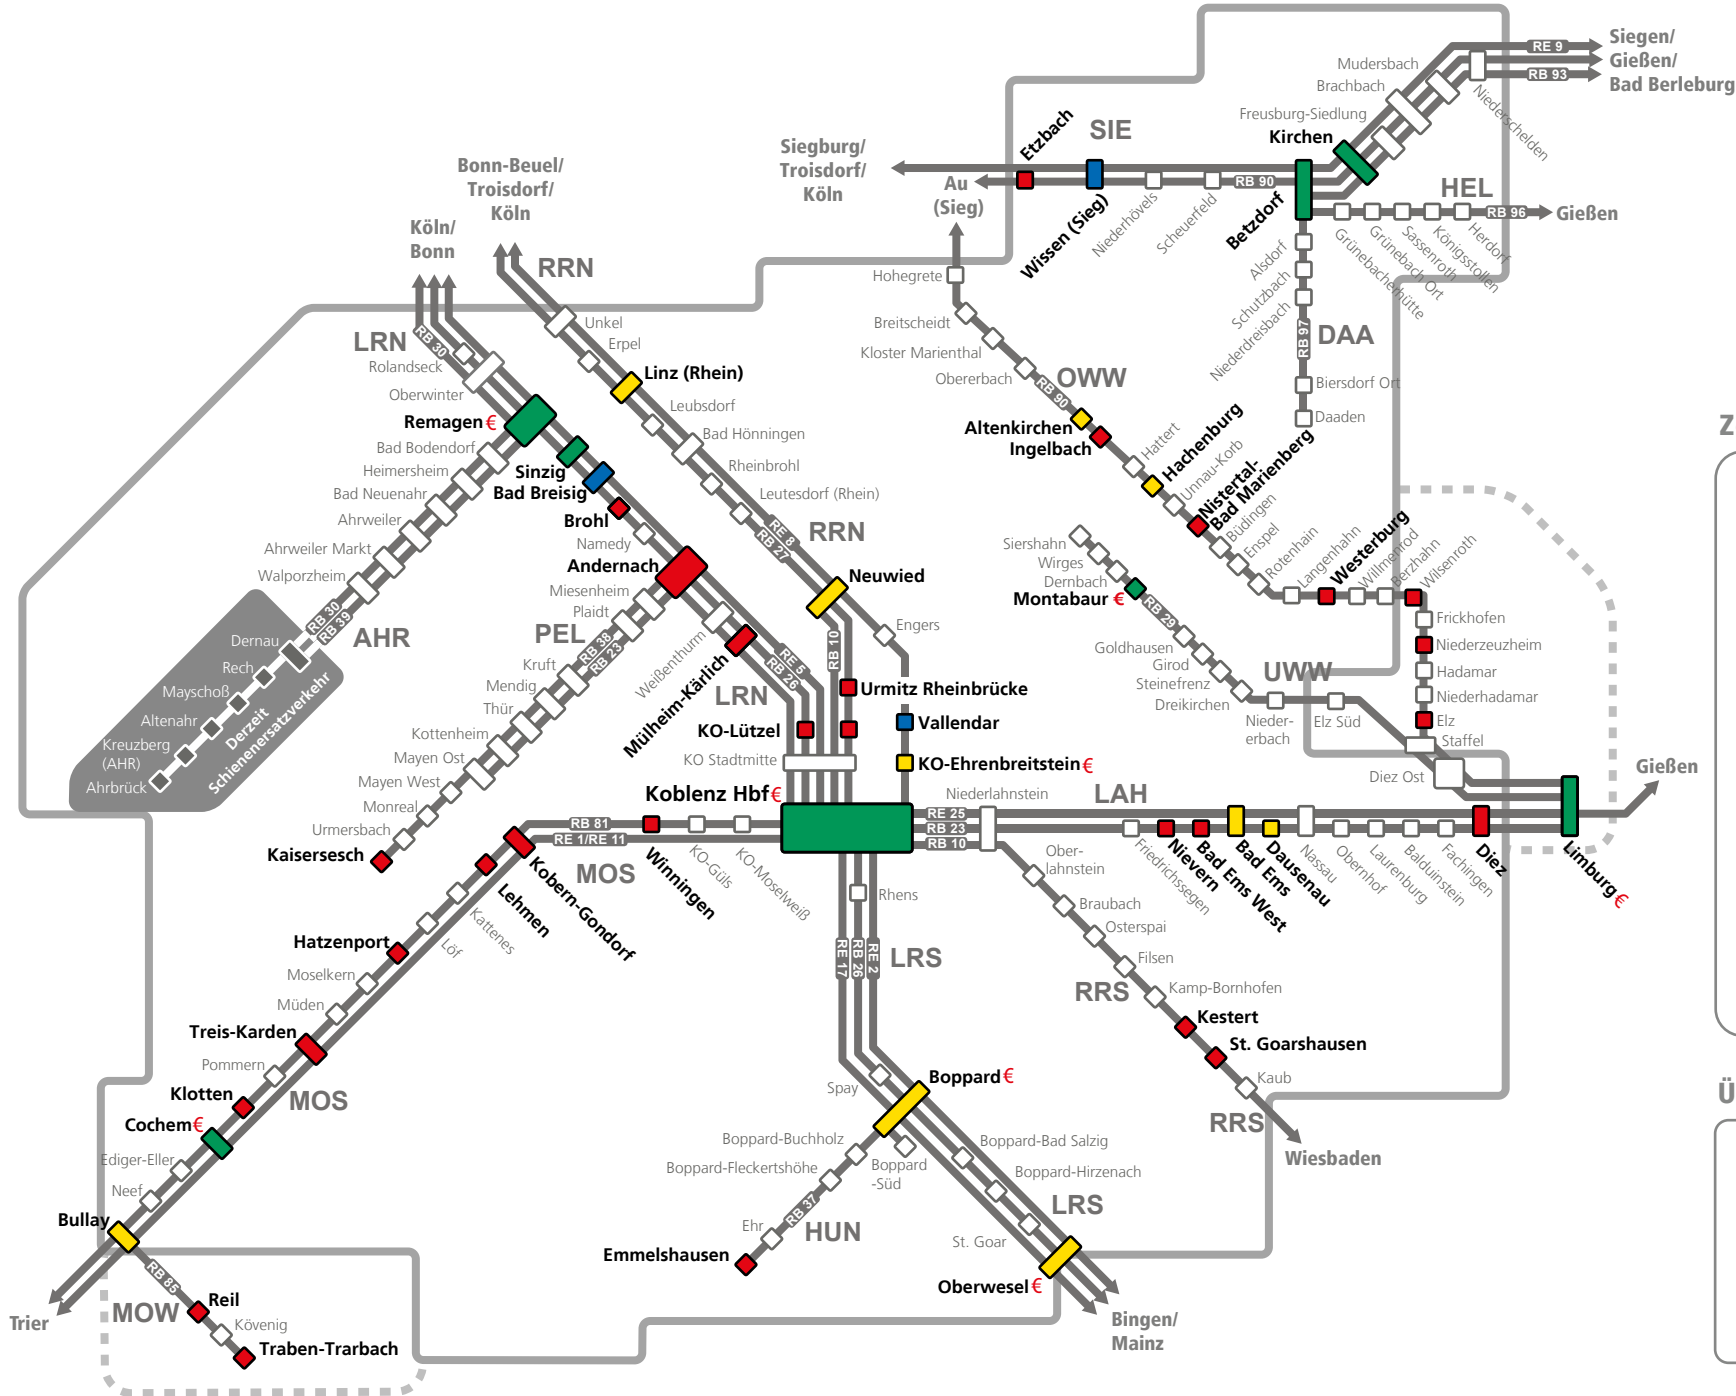 Siegen/
Gießen/
Bad Berleburg
RE 9
RB 93
Mudersbach
Brachbach
Freusburg-Siedlung
Kirchen
Niederschelden
SIE
Etzbach
Siegburg/
Troisdorf/
Köln
Au
(Sieg)
Wissen (Sieg)
Niederhövels
Scheuerfeld
RB 90
Betzdorf
HEL
RB 96
Gießen
Grünebacherhütte
Grünebach Ort
Sassenroth
Königsstollen
Herdorf
Alsdorf
Schutzbach
Niederdreisbach
RB 97
DAA
Biersdorf Ort
Daaden
Bonn-Beuel/
Troisdorf/
Köln
Köln/
Bonn
RRN
LRN
RB 30
Rolandseck
Oberwinter
Remagen €
Unkel
Erpel
Linz (Rhein)
Leubsdorf
Bad Hönningen
Rheinbrohl
Leutesdorf (Rhein)
RE 8
RB 27
RRN
Neuwied
Engers
RB 10
Urmitz Rheinbrücke
Vallendar
KO-Ehrenbreitstein €
Hohegrete
Breitscheidt
Kloster Marienthal
Obererbach
RB 90
OWW
Altenkirchen
Ingelbach
Hattert
Hachenburg
Unnau-Korb
Nistertal-
Bad Marienberg
Büdingen
Enspel
Rotenhain
Langenhahn
Westerburg
Willmenrod
Berzhahn
Wilsenroth
Frickhofen
Niederzeuzheim
Hadamar
Niederhadamar
Elz
Staffel
Siershahn
Wirges
Dernbach
Montabaur €
RB 29
Goldhausen
Girod
Steinefrenz
Dreikirchen
UWW
Nieder-
erbach
Elz Süd
Diez Ost
Gießen
Bad Bodendorf
Heimersheim
Bad Neuenahr
Ahrweiler
Ahrweiler Markt
Walporzheim
RB 30
RB 39
AHR
Dernau
Rech
Mayschoß
Altenahr
Kreuzberg
(AHR)
Ahrbrück
Derzeit
Schienenersatzverkehr
Sinzig
Bad Breisig
Brohl
Namedy
Andernach
Miesenheim
Plaidt
PEL
RB 38
RB 23
Kruft
Mendig
Thür
Kottenheim
Mayen Ost
Mayen West
Monreal
Urmersbach
Kaisersesch
Weißenthurm
Mülheim-Kärlich
LRN
RE 5
RB 26
KO-Lützel
KO Stadtmitte
Koblenz Hbf €
RB 81
RE 1/RE 11
MOS
Winningen
KO-Güls
KO-Moselweiß
Kobern-Gondorf
Lehmen
Kattenes
Löf
Hatzenport
Moselkern
Müden
Treis-Karden
Pommern
MOS
Klotten
Cochem €
Ediger-Eller
Neef
Bullay
Trier
RB 85
MOW
Reil
Kövenig
Traben-Trarbach
Niederlahnstein
LAH
RE 25
RB 23
RB 10
Friedrichssegen
Nievern
Bad Ems West
Bad Ems
Dausenau
Nassau
Obernhof
Laurenburg
Balduinstein
Fachingen
Diez
Limburg €
Ober-
lahnstein
Braubach
Osterspai
Filsen
Kamp-Bornhofen
RRS
Kestert
St. Goarshausen
Kaub
RRS
Wiesbaden
Rhens
RE 17
RB 26
RE 2
LRS
Spay
Boppard €
Boppard-Buchholz
Boppard-Fleckertshöhe
Boppard
-Süd
RB 37
HUN
Ehr
Emmelshausen
Boppard-Bad Salzig
Boppard-Hirzenach
LRS
St. Goar
Oberwesel €
Bingen/
Mainz
Z
Ü